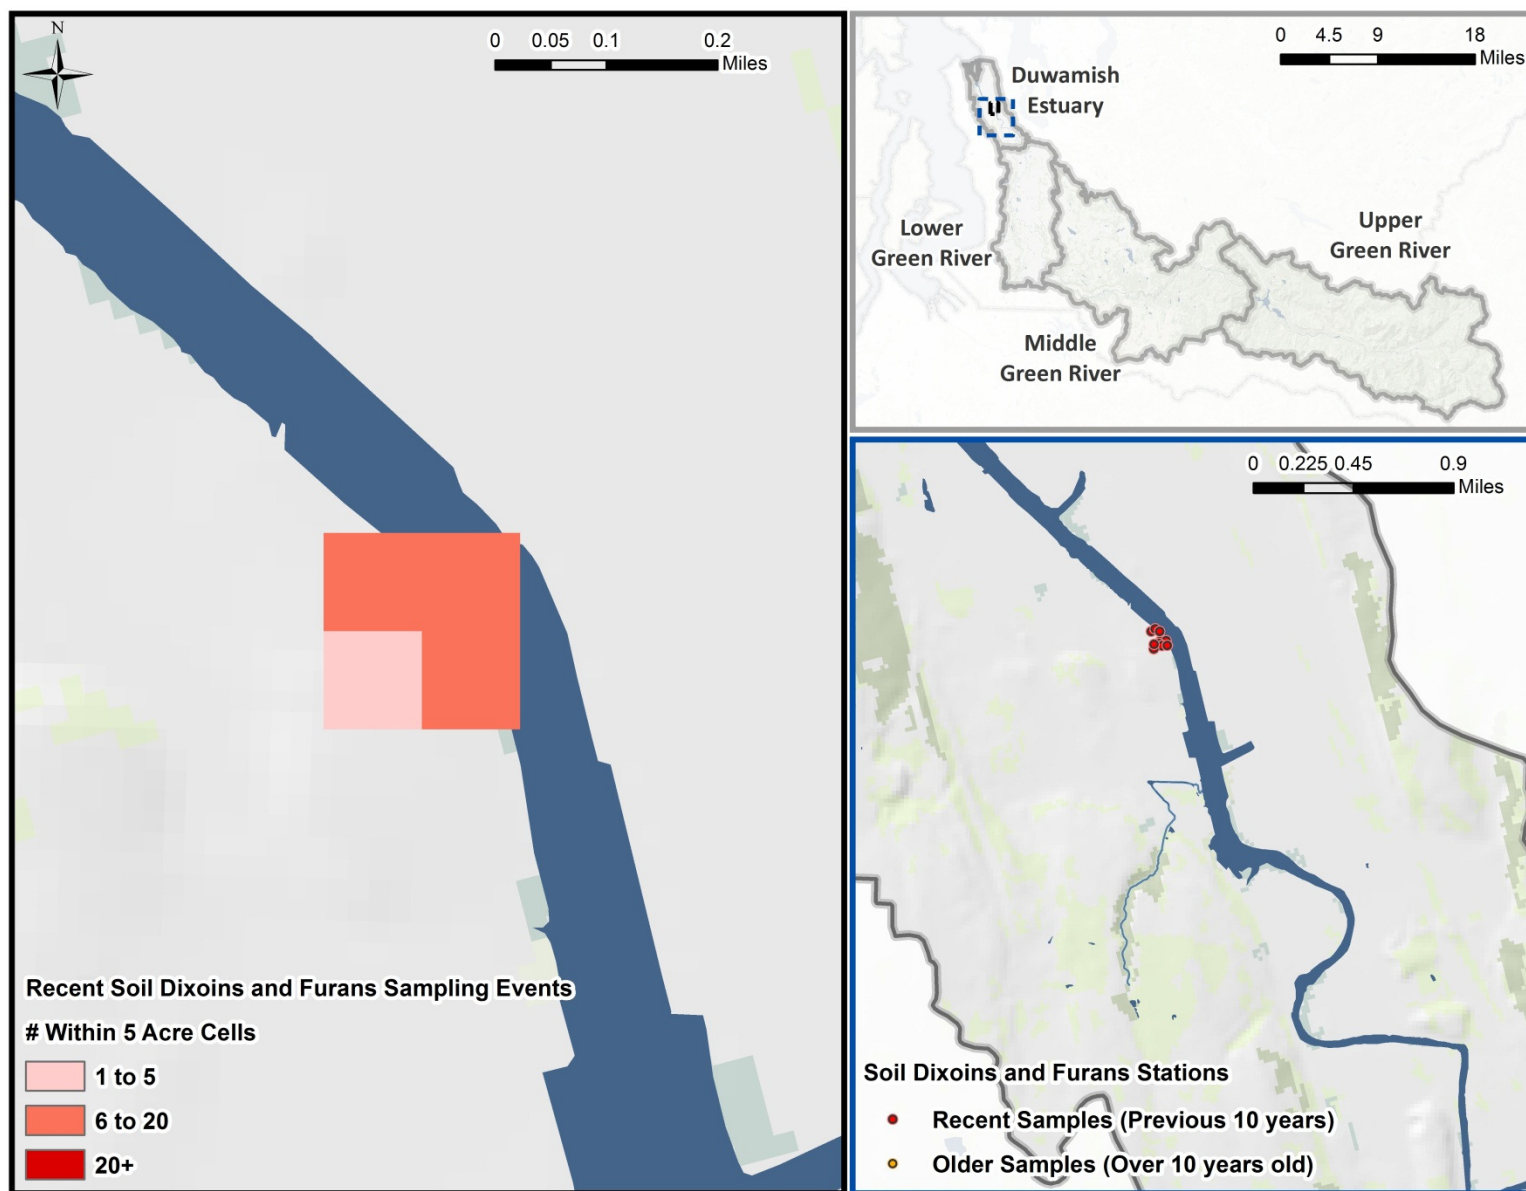 N
0 0.05 0.1 0.2
Miles
Recent Soil Dixoins and Furans Sampling Events
# Within 5 Acre Cells
1 to 5
6 to 20
20+
0 4.5 9 18
Miles
Duwamish
Estuary
Lower
Green River
Upper
Green River
Middle
Green River
0 0.225 0.45 0.9
Miles
Soil Dixoins and Furans Stations
Recent Samples (Previous 10 years)
Older Samples (Over 10 years old)